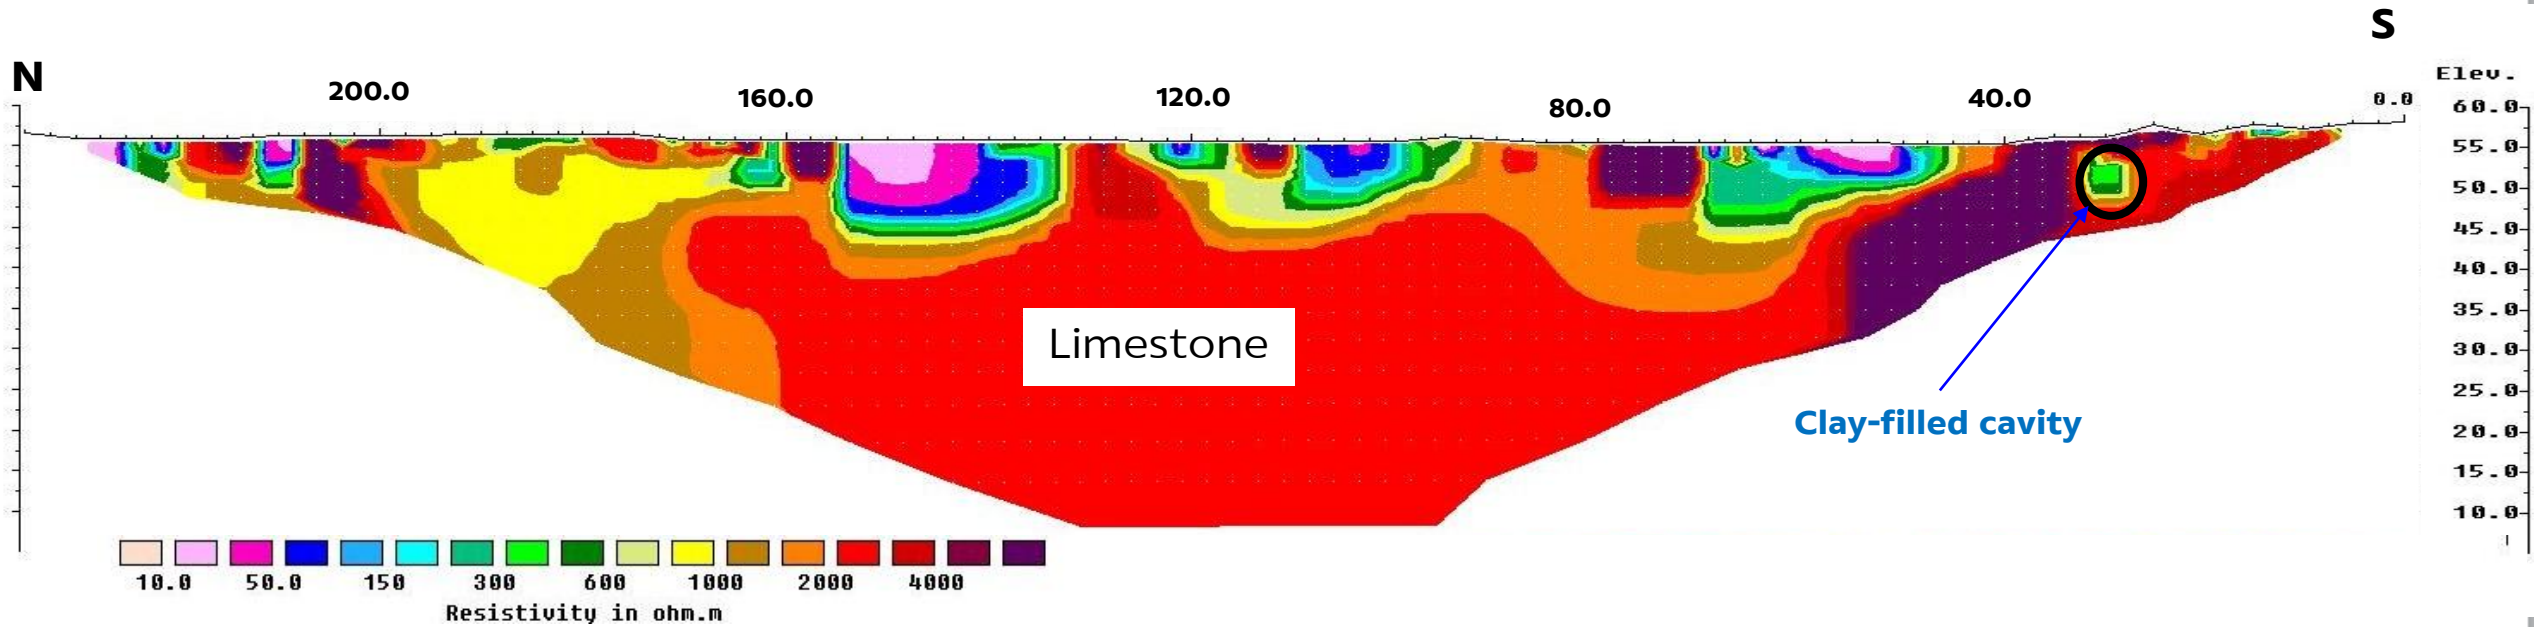 S
N
Elev.
200.0 160.0 120.0 80.0 40.0 0.0
60.0
55.0
50.0
45.0
40.0
35.0
30.0
25.0
20.0
15.0
10.0
Limestone
Clay-filled cavity
10.0 50.0 150 300 600 1000 2000 4000
Resistivity in ohm.m